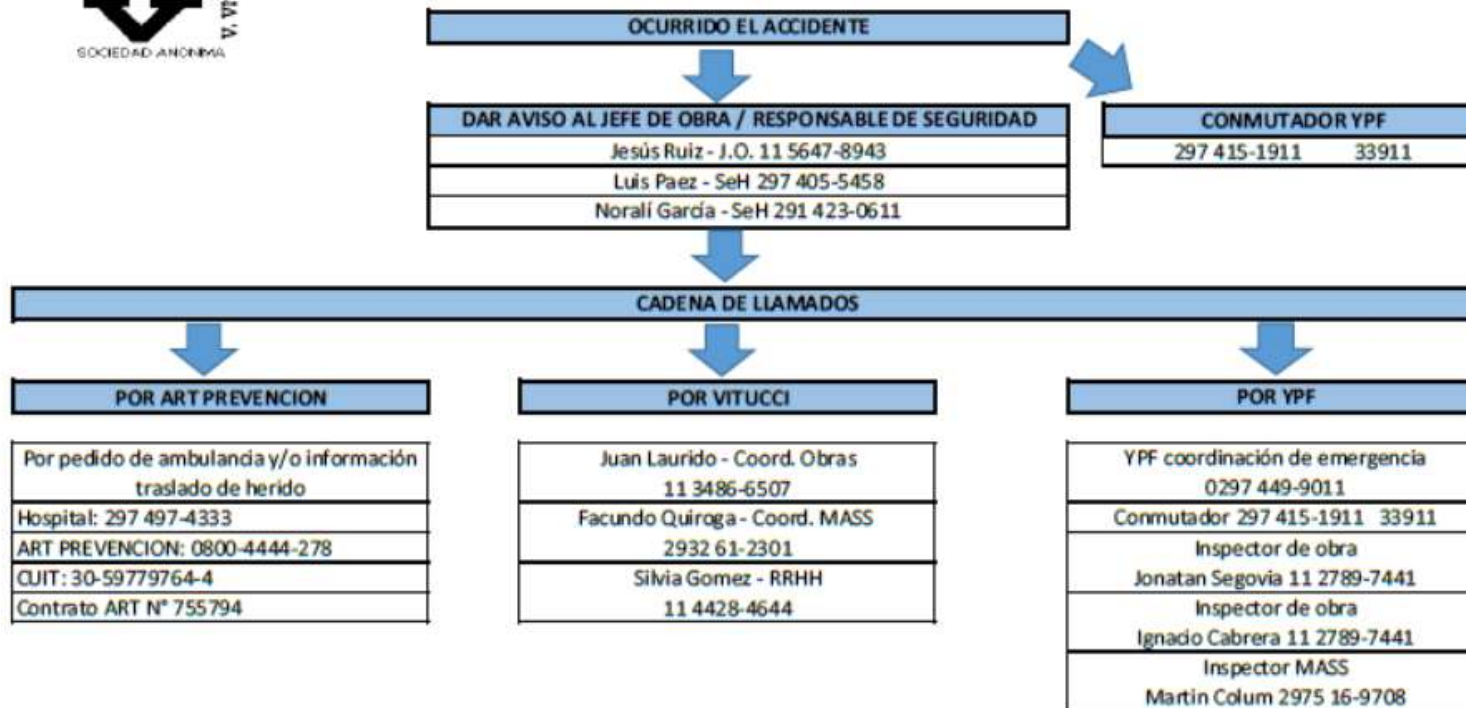 SOCIEDAD ANONIMA
OCURRIDO EL ACCIDENTE
DAR AVISO AL JEFE DE OBRA / RESPONSABLE DE SEGURIDAD
Jesús Ruiz - J.O. 11 5647-8943
Luis Paez - SeH 297 405-5458
Noralí García - SeH 291 423-0611
CONMUTADOR YPF
297 415-1911 33911
CADENA DE LLAMADOS
POR ART PREVENCION
Por pedido de ambulancia y/o información
traslado de herido
Hospital: 297 497-4333
ART PREVENCION: 0800-4444-278
CUIT: 30-59779764-4
Contrato ART N° 755794
POR VITUCCI
Juan Laurido - Coord. Obras
11 3486-6507
Facundo Quiroga - Coord. MASS
2932 61-2301
Silvia Gomez - RRHH
11 4428-4644
POR YPF
YPF coordinación de emergencia
0297 449-9011
Conmutador 297 415-1911 33911
Inspector de obra
Jonatan Segovia 11 2789-7441
Inspector de obra
Ignacio Cabrera 11 2789-7441
Inspector MASS
Martin Colum 2975 16-9708